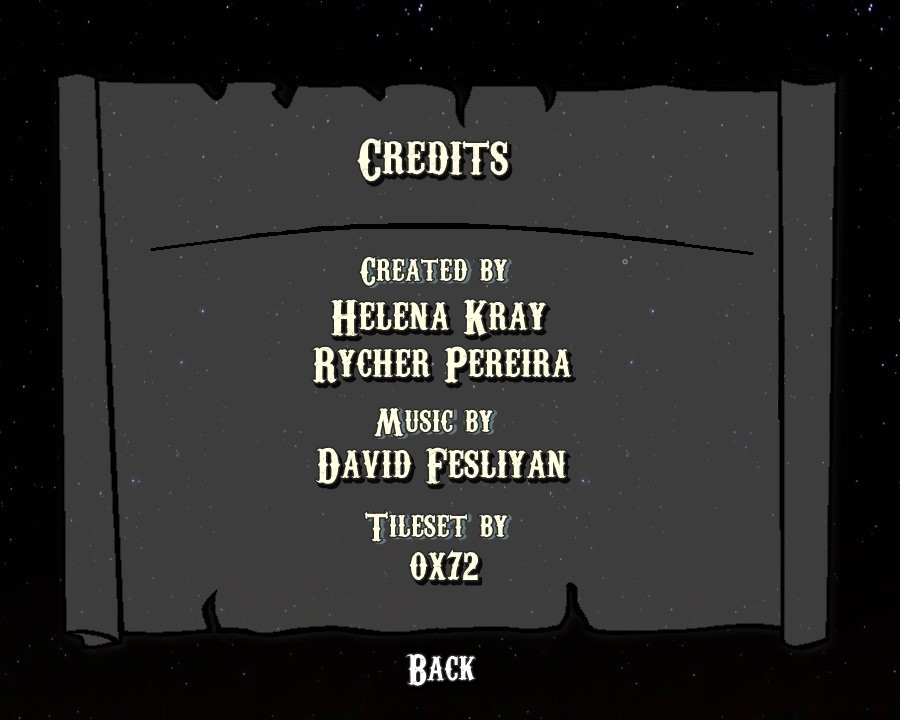 Credits
Created by
Helena Kray
Rycher Pereira
Music by
David Fesliyan
Tileset by
0x72
Back